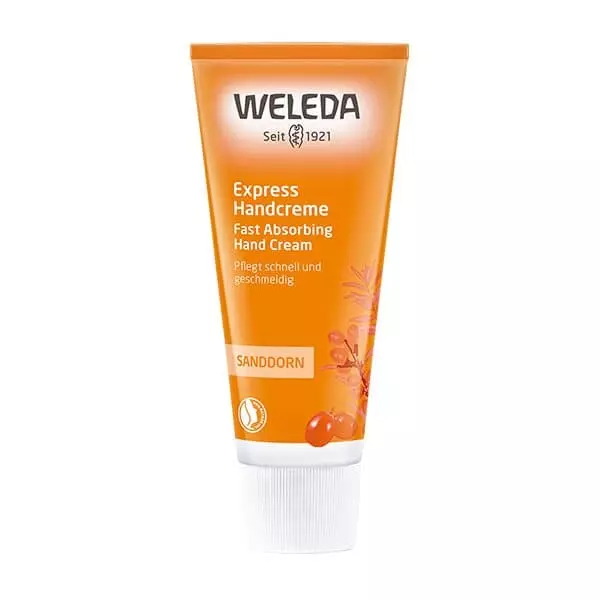 WELEDA
Seit 1921
Express
Handcreme
Fast Absorbing
Hand Cream
Pflegt schnell und
geschmeidig
SANDDORN